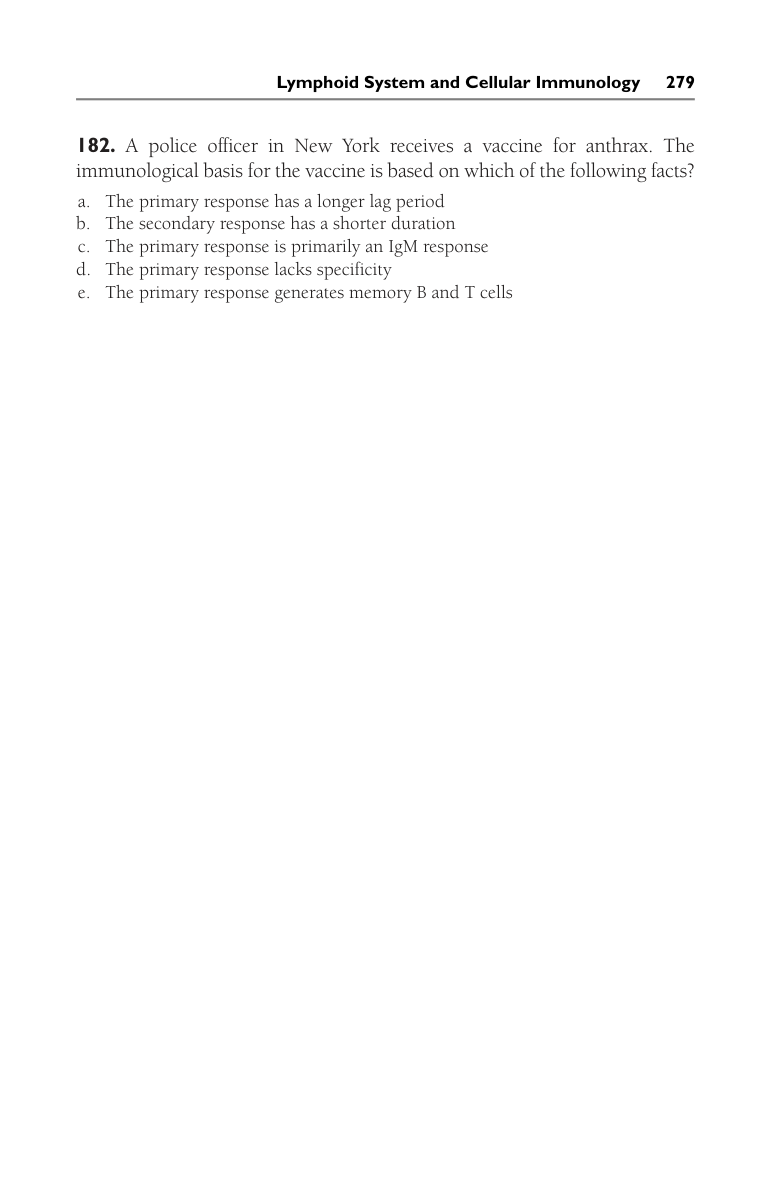 Lymphoid System and Cellular Immunology 279
182. A police officer in New York receives a vaccine for anthrax. The
immunological basis for the vaccine is based on which of the following facts?
a. The primary response has a longer lag period
b. The secondary response has a shorter duration
c. The primary response is primarily an IgM response
d. The primary response lacks specificity
e. The primary response generates memory B and T cells